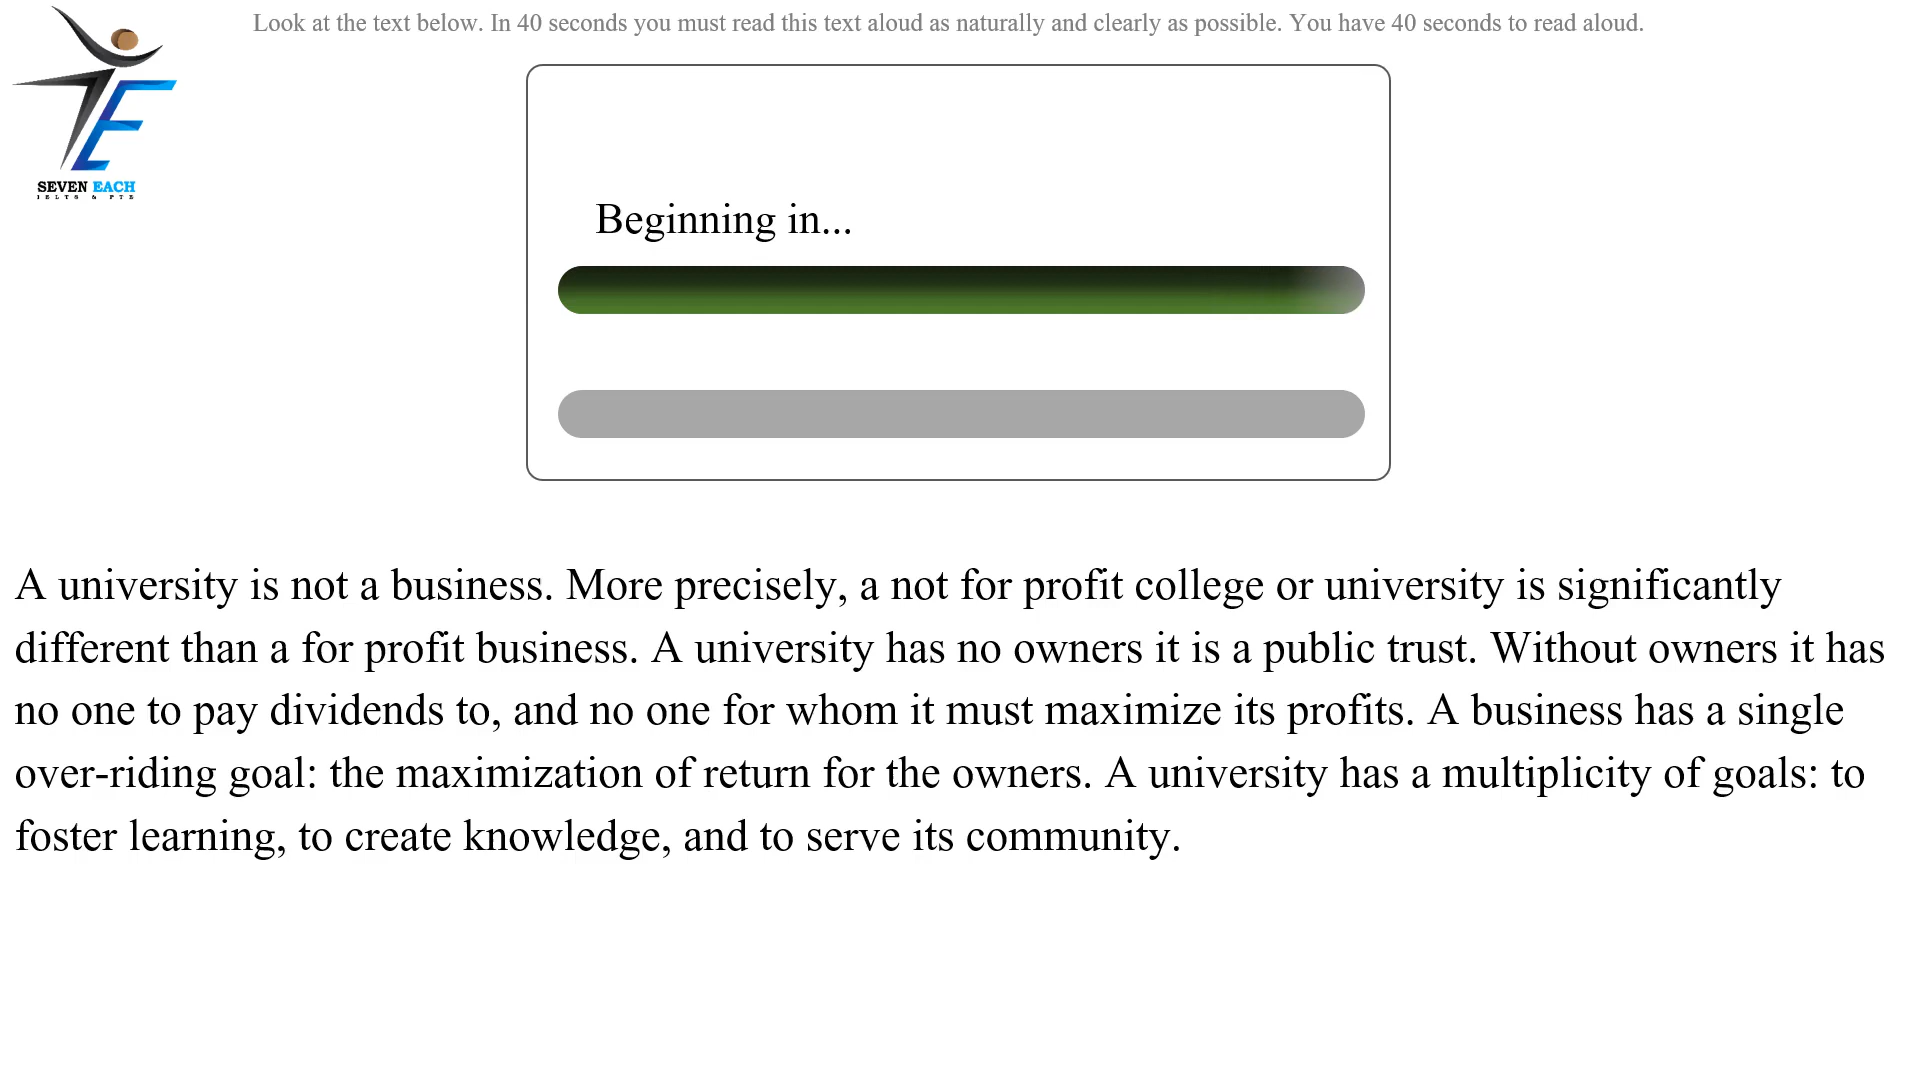 Look at the text below. In 40 seconds you must read this text aloud as naturally and clearly as possible. You have 40 seconds to read aloud.
SEVEN EACH
IELTS & PTE
Beginning in...
A university is not a business. More precisely, a not for profit college or university is significantly
different than a for profit business. A university has no owners it is a public trust. Without owners it has
no one to pay dividends to, and no one for whom it must maximize its profits. A business has a single
over-riding goal: the maximization of return for the owners. A university has a multiplicity of goals: to
foster learning, to create knowledge, and to serve its community.